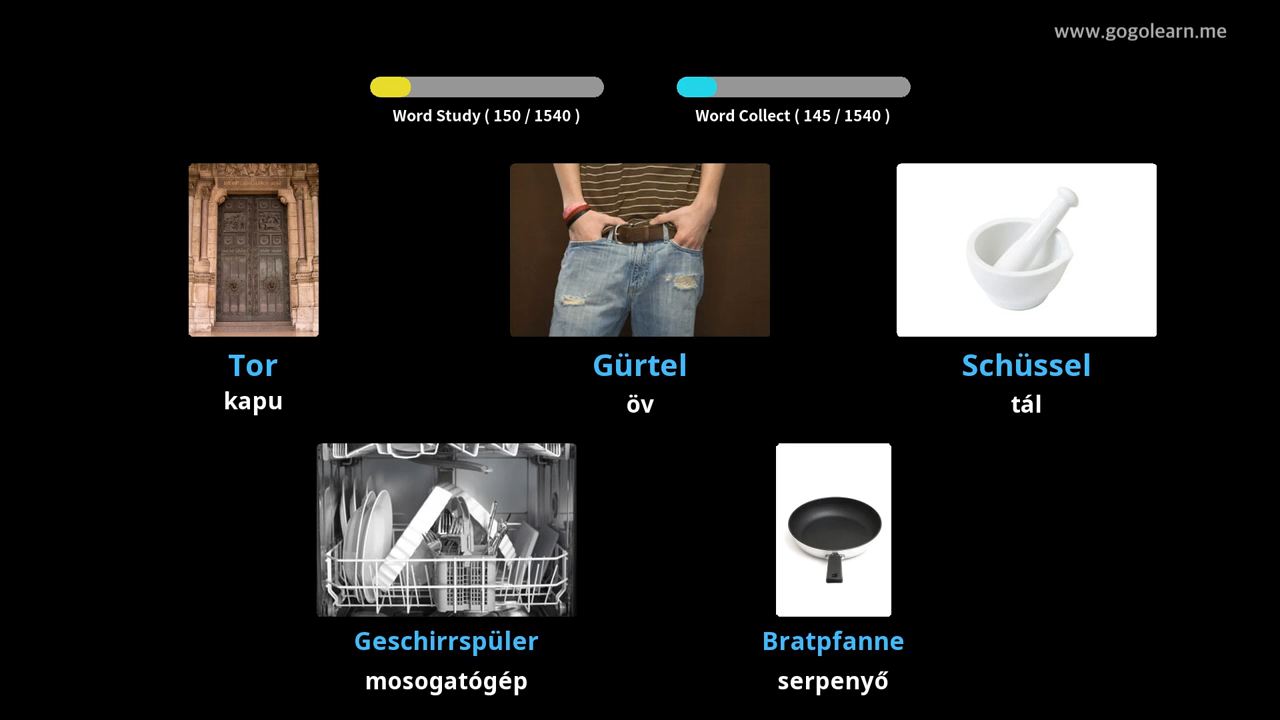 www.gogolearn.me
Word Study ( 150 / 1540 )
Word Collect ( 145 / 1540 )
Tor
kapu
Gürtel
öv
Schüssel
tál
Geschirrspüler
mosogatógép
Bratpfanne
serpenyő